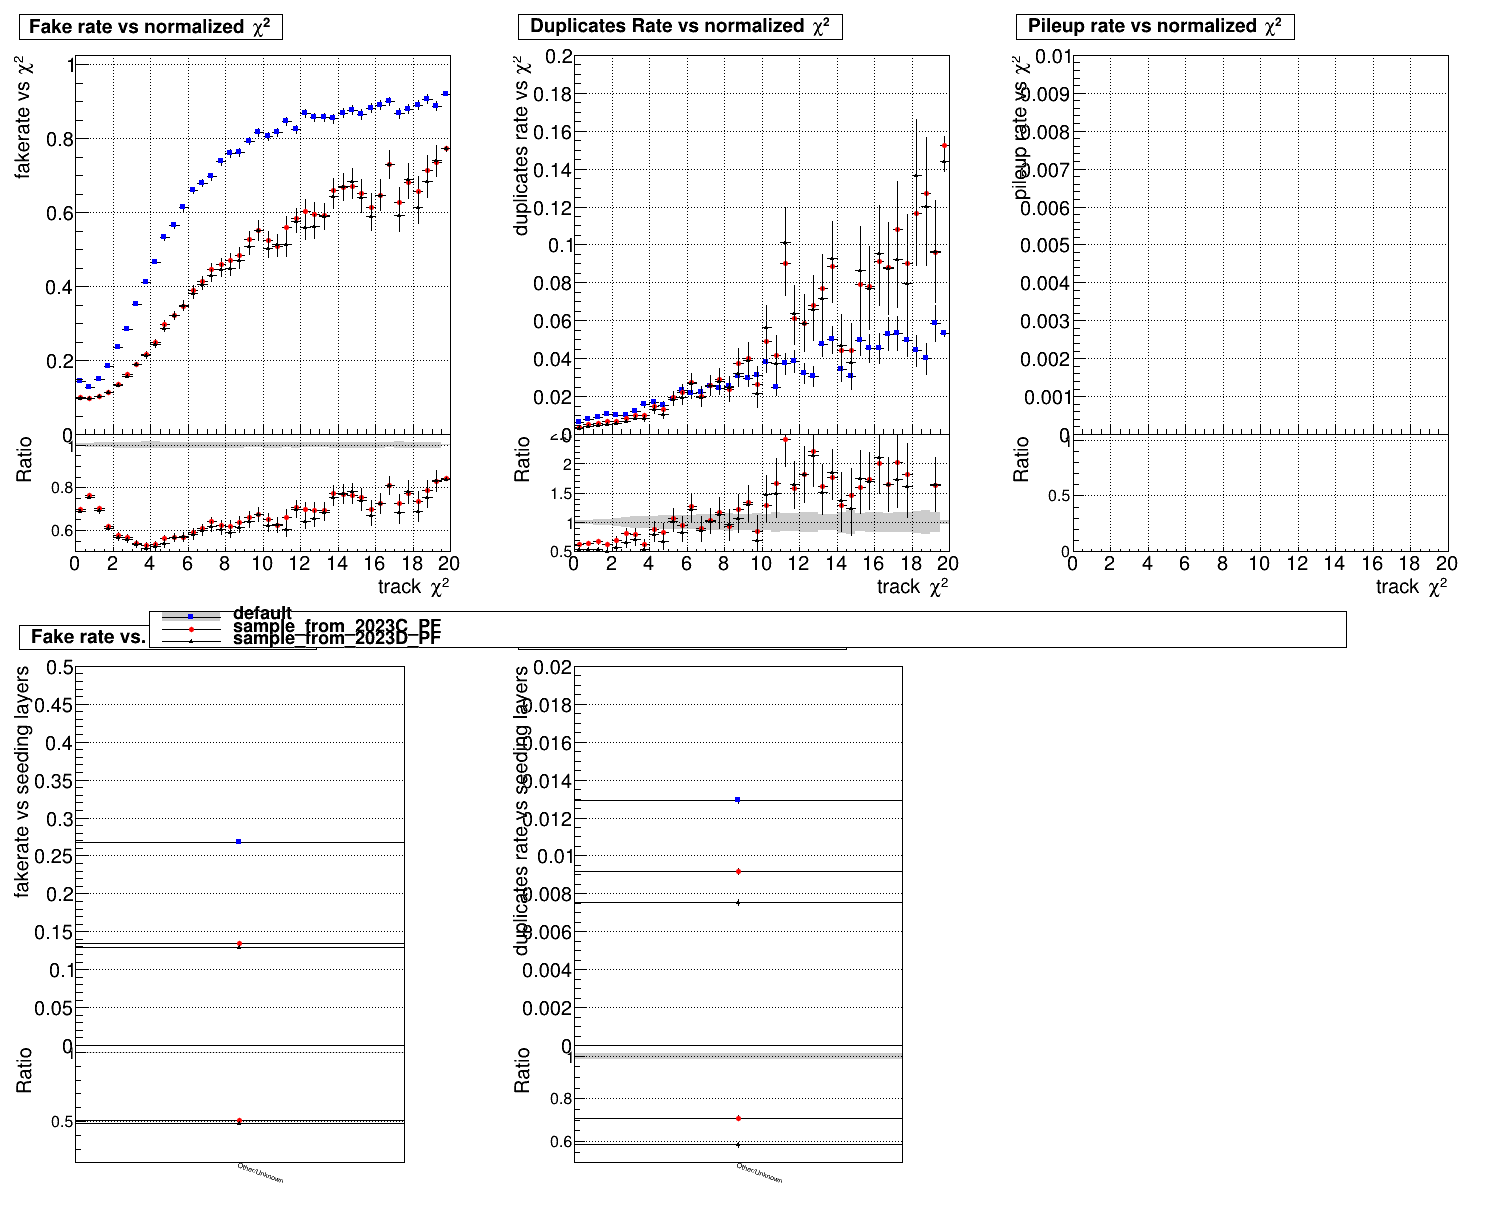 Fake rate vs normalized χ²
fakerate vs χ²
1
0.8
0.6
0.4
0.2
0
Ratio
1
0.8
0.6
0 2 4 6 8 10 12 14 16 18 20
track χ²
Duplicates Rate vs normalized χ²
duplicates rate vs χ²
0.2
0.18
0.16
0.14
0.12
0.1
0.08
0.06
0.04
0.02
0
Ratio
2
1.5
1
0.5
0 2 4 6 8 10 12 14 16 18 20
track χ²
Pileup rate vs normalized χ²
pileup rate vs χ²
0.01
0.009
0.008
0.007
0.006
0.005
0.004
0.003
0.002
0.001
0
Ratio
1
0.5
0
0 2 4 6 8 10 12 14 16 18 20
track χ²
default
sample_from_2023C_PF
sample_from_2023D_PF
Fake rate vs.
fakerate vs seeding layers
0.5
0.45
0.4
0.35
0.3
0.25
0.2
0.15
0.1
0.05
0
Ratio
1
0.5
Other/Unknown
duplicates rate vs seeding layers
0.02
0.018
0.016
0.014
0.012
0.01
0.008
0.006
0.004
0.002
0
Ratio
1
0.8
0.6
Other/Unknown